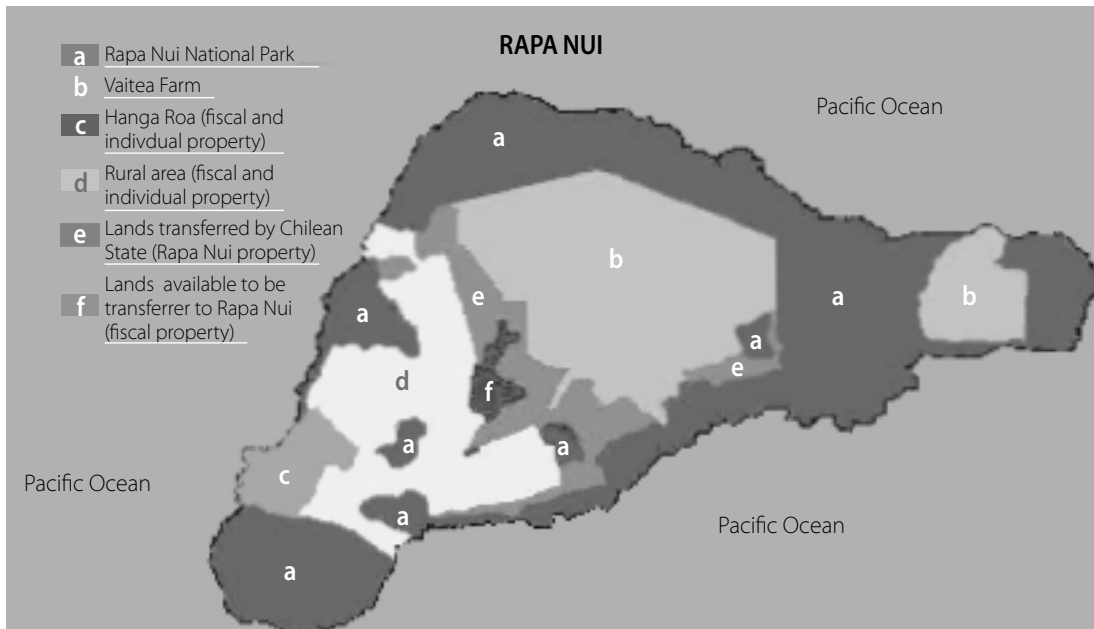 RAPA NUI
a Rapa Nui National Park
b Vaitea Farm
c Hanga Roa (fiscal and
indivdual property)
d Rural area (fiscal and
individual property)
e Lands transferred by Chilean
State (Rapa Nui property)
f Lands available to be
transferrer to Rapa Nui
(fiscal property)
Pacific Ocean
a
b
a
b
e
a
a
e
d
f
a
a
c
Pacific Ocean
a
Pacific Ocean
a